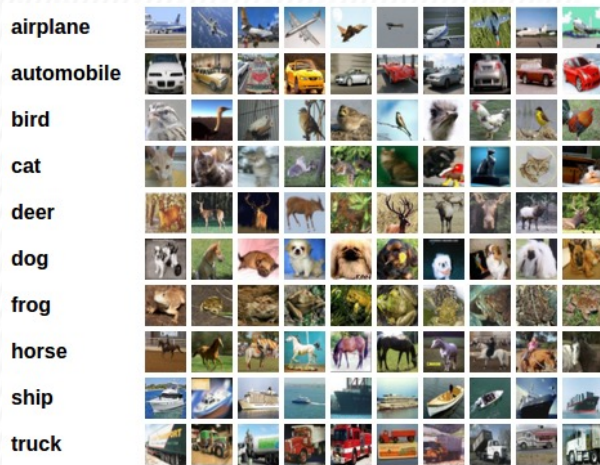 airplane
automobile
bird
cat
deer
dog
frog
horse
ship
truck